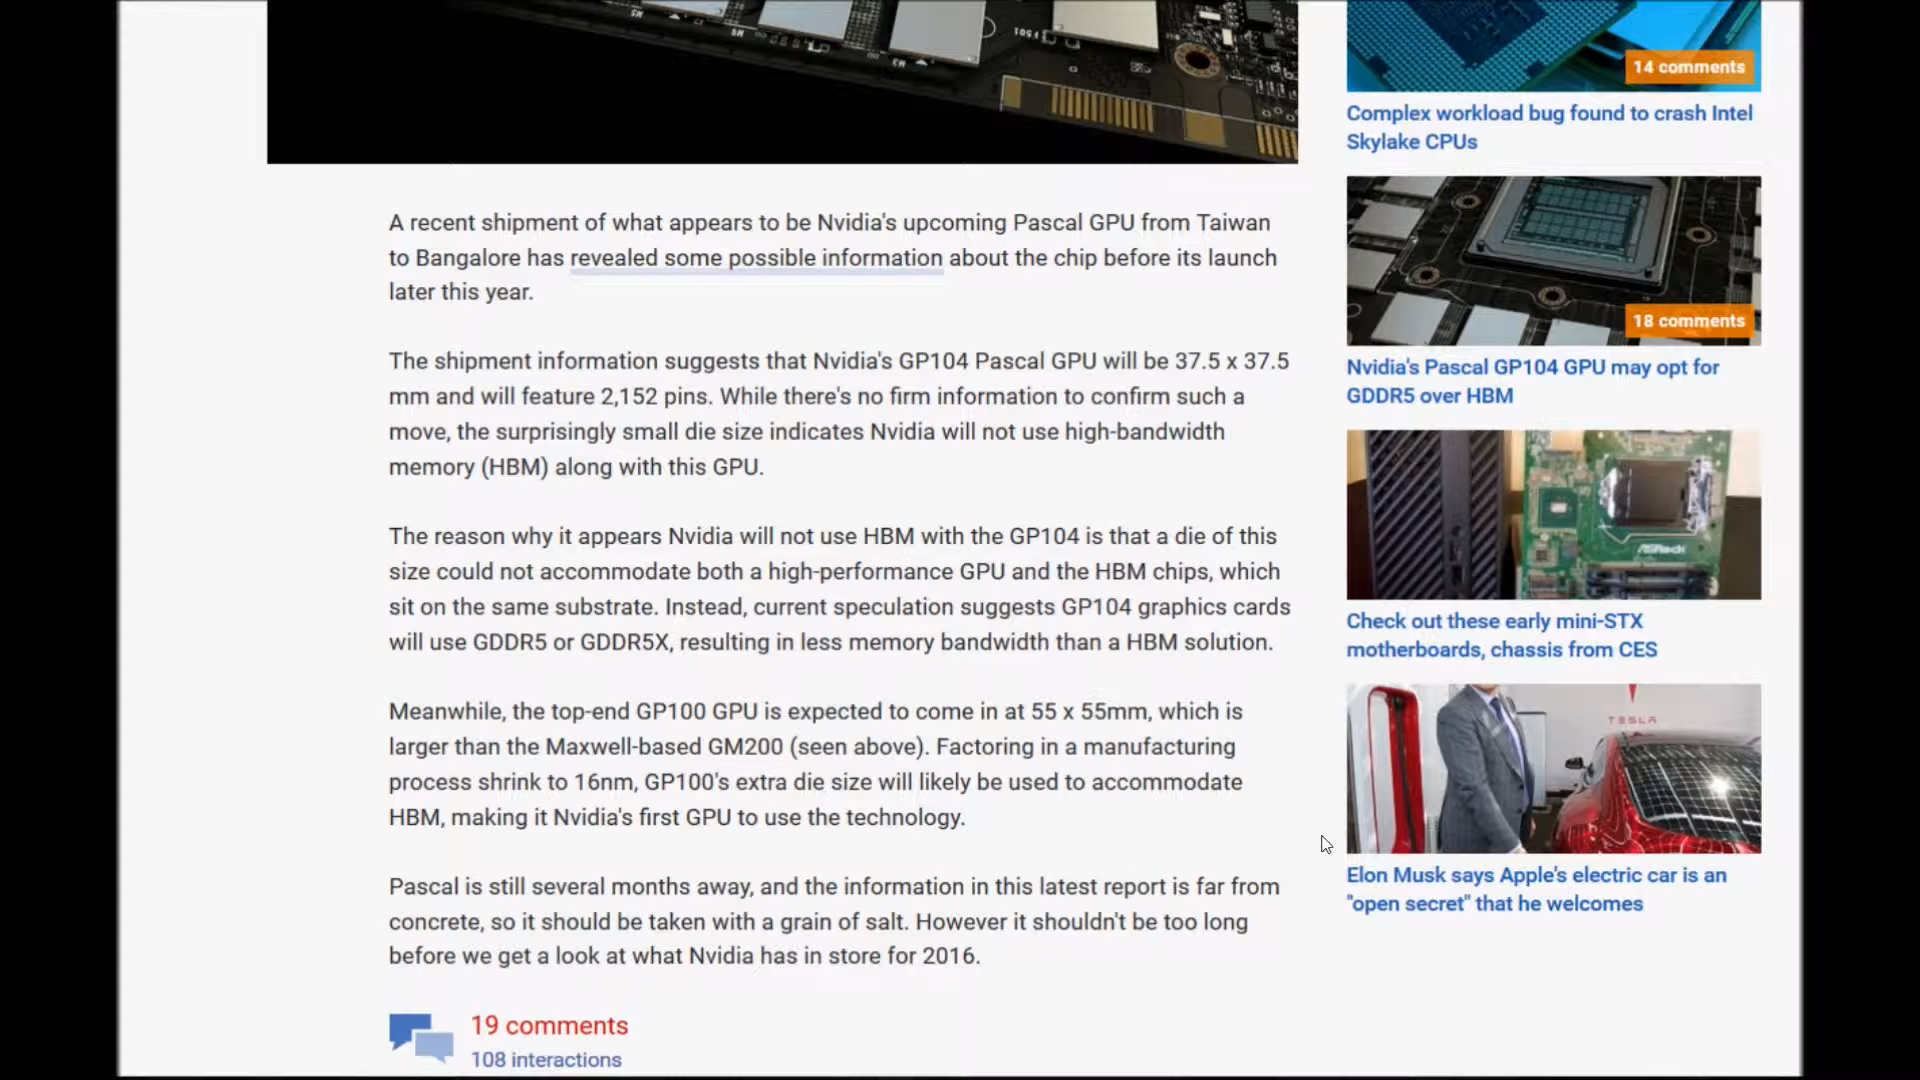 14 comments
Complex workload bug found to crash Intel
Skylake CPUs
18 comments
Nvidia's Pascal GP104 GPU may opt for
GDDR5 over HBM
ASRock
Check out these early mini-STX
motherboards, chassis from CES
TESLA
Elon Musk says Apple's electric car is an
"open secret" that he welcomes
A recent shipment of what appears to be Nvidia's upcoming Pascal GPU from Taiwan
to Bangalore has revealed some possible information about the chip before its launch
later this year.
The shipment information suggests that Nvidia's GP104 Pascal GPU will be 37.5 x 37.5
mm and will feature 2,152 pins. While there's no firm information to confirm such a
move, the surprisingly small die size indicates Nvidia will not use high-bandwidth
memory (HBM) along with this GPU.
The reason why it appears Nvidia will not use HBM with the GP104 is that a die of this
size could not accommodate both a high-performance GPU and the HBM chips, which
sit on the same substrate. Instead, current speculation suggests GP104 graphics cards
will use GDDR5 or GDDR5X, resulting in less memory bandwidth than a HBM solution.
Meanwhile, the top-end GP100 GPU is expected to come in at 55 x 55mm, which is
larger than the Maxwell-based GM200 (seen above). Factoring in a manufacturing
process shrink to 16nm, GP100's extra die size will likely be used to accommodate
HBM, making it Nvidia's first GPU to use the technology.
Pascal is still several months away, and the information in this latest report is far from
concrete, so it should be taken with a grain of salt. However it shouldn't be too long
before we get a look at what Nvidia has in store for 2016.
19 comments
108 interactions